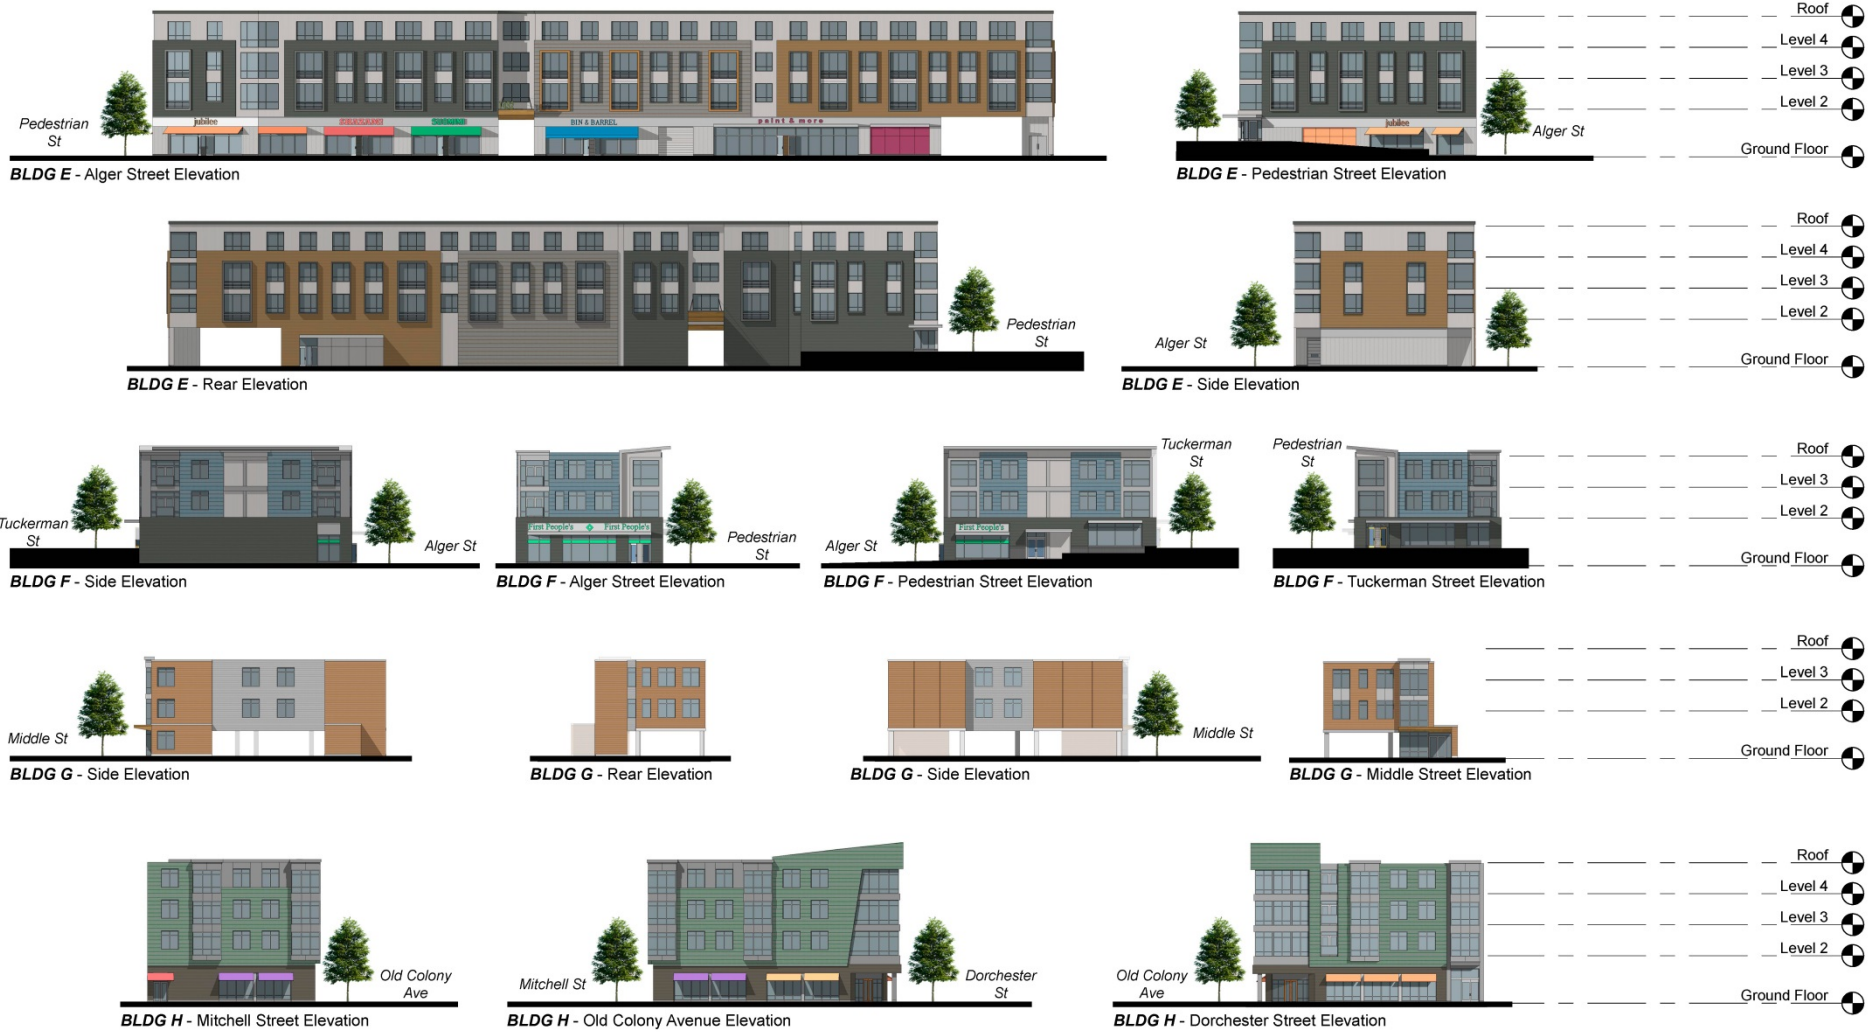 Roof
Level 4
Level 3
Level 2
Ground Floor
Pedestrian
St
jubilee
BIN & BARREL
paint & more
BLDG E - Alger Street Elevation
jubilee
Alger St
BLDG E - Pedestrian Street Elevation
Roof
Level 4
Level 3
Level 2
Ground Floor
Pedestrian
St
BLDG E - Rear Elevation
Alger St
BLDG E - Side Elevation
Roof
Level 3
Level 2
Ground Floor
Tuckerman
St
Alger St
BLDG F - Side Elevation
First People's First People's
Pedestrian
St
BLDG F - Alger Street Elevation
Alger St
First People's
Tuckerman
St
BLDG F - Pedestrian Street Elevation
Pedestrian
St
BLDG F - Tuckerman Street Elevation
Roof
Level 3
Level 2
Ground Floor
Middle St
BLDG G - Side Elevation
BLDG G - Rear Elevation
Middle St
BLDG G - Side Elevation
BLDG G - Middle Street Elevation
Roof
Level 4
Level 3
Level 2
Ground Floor
Old Colony
Ave
BLDG H - Mitchell Street Elevation
Mitchell St
Dorchester
St
BLDG H - Old Colony Avenue Elevation
Old Colony
Ave
BLDG H - Dorchester Street Elevation